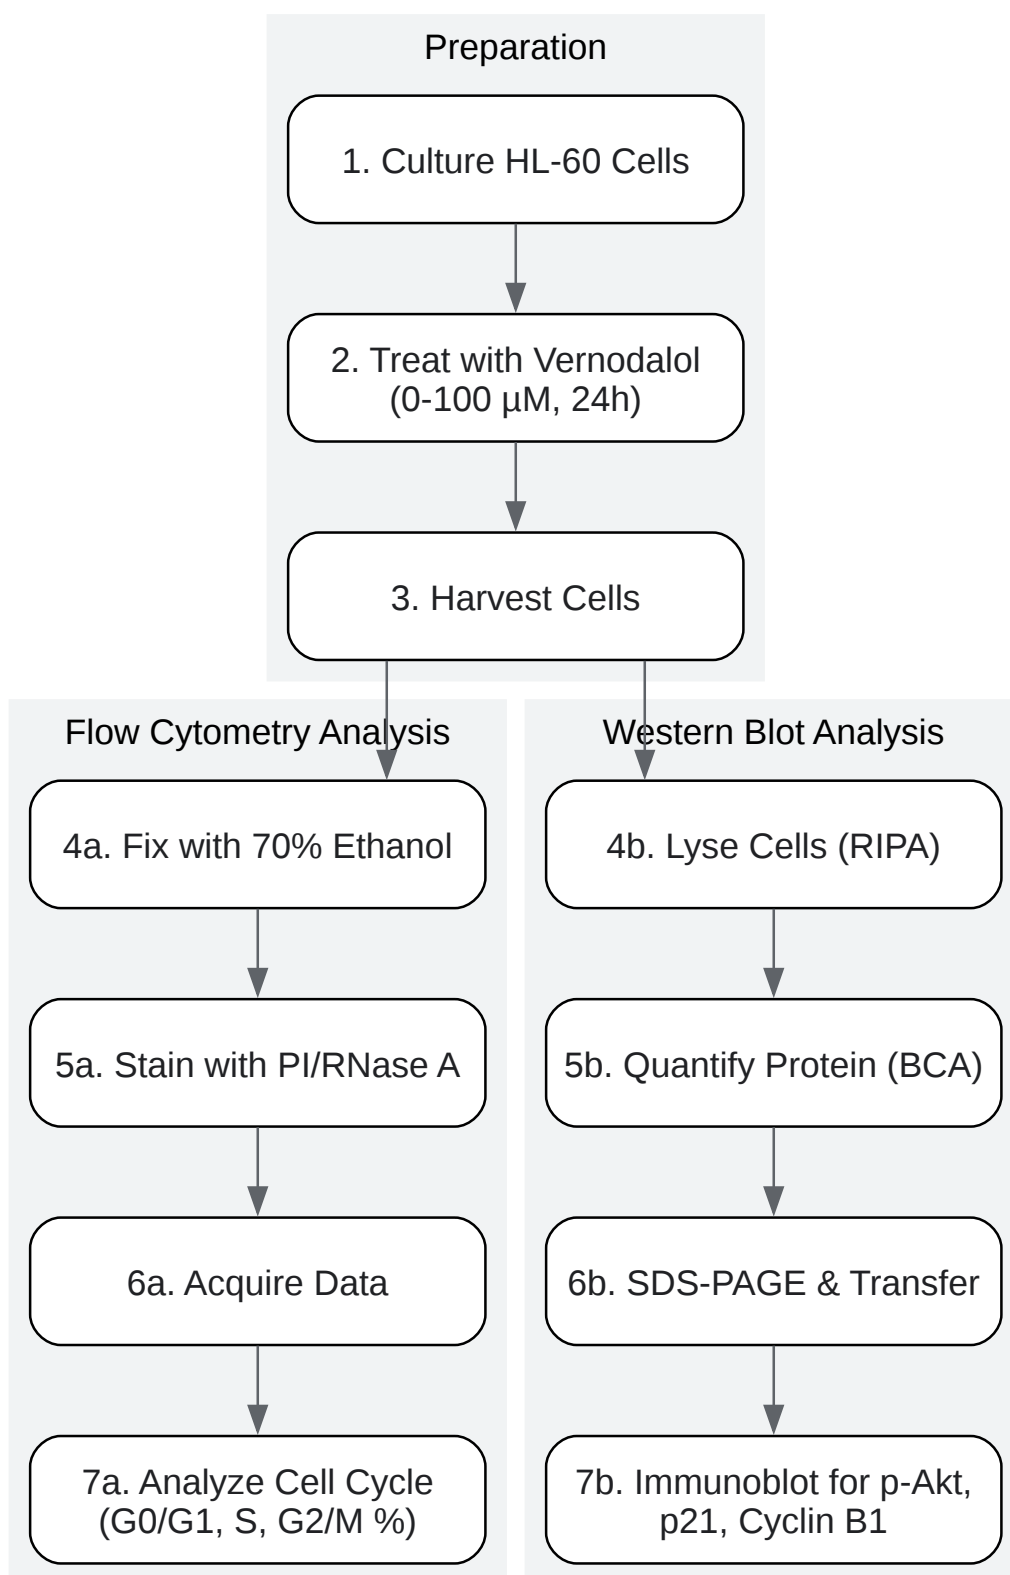 Preparation
1. Culture HL-60 Cells
2. Treat with Vernodalol
(0-100 µM, 24h)
3. Harvest Cells
Flow Cytometry Analysis
4a. Fix with 70% Ethanol
5a. Stain with PI/RNase A
6a. Acquire Data
7a. Analyze Cell Cycle
(G0/G1, S, G2/M %)
Western Blot Analysis
4b. Lyse Cells (RIPA)
5b. Quantify Protein (BCA)
6b. SDS-PAGE & Transfer
7b. Immunoblot for p-Akt,
p21, Cyclin B1